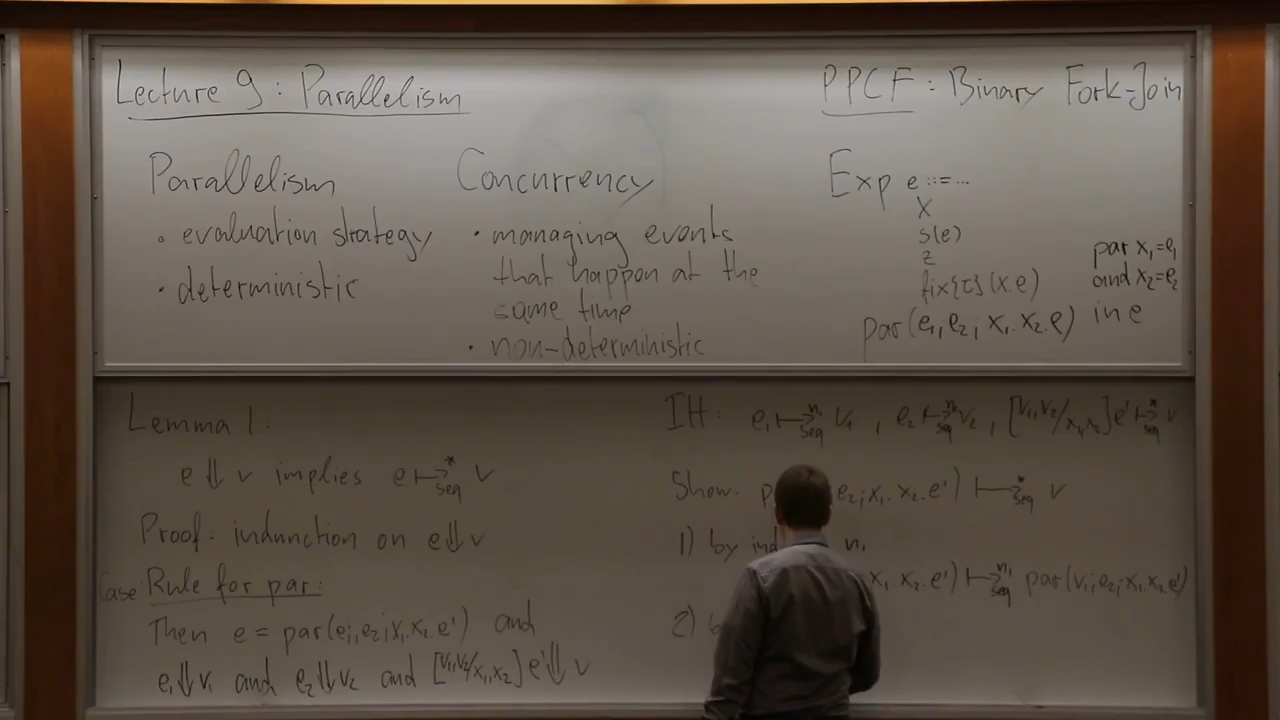 Lecture 9: Parallelism
Parallelism
• evaluation strategy
• deterministic
Concurrency
• managing events
that happen at the
same time
• non-deterministic
PPCF: Binary Fork-Join
Exp e ::= ...
x
s(e)
z
fix{τ}(x.e)
par(e₁;e₂; x₁.x₂.e)
par x₁=e₁
and x₂=e₂
in e
Lemma 1:
e ⇓ v implies e ↦*seq v
Proof: indunction on e⇓v
Case: Rule for par:
Then e = par(e₁;e₂;x₁.x₂.e') and
e₁⇓v₁ and e₂⇓v₂ and [v₁,v₂/x₁,x₂]e'⇓ v
IH: e₁ ↦ⁿ¹seq v₁, e₂ ↦ⁿ²seq v₂, [v₁,v₂/x₁,x₂]e' ↦*seq v
Show: e₂;x₁.x₂.e') ↦*seq v
1) by n₁
x₁.x₂.e') ↦ⁿ¹seq par(v₁;e₂;x₁.x₂.e')
2)